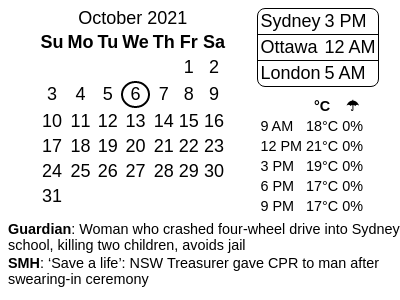 October 2021
Su Mo Tu We Th Fr Sa
1 2
3 4 5 6 7 8 9
10 11 12 13 14 15 16
17 18 19 20 21 22 23
24 25 26 27 28 29 30
31
Sydney 3 PM
Ottawa 12 AM
London 5 AM
°C ☂
9 AM 18°C 0%
12 PM 21°C 0%
3 PM 19°C 0%
6 PM 17°C 0%
9 PM 17°C 0%
Guardian: Woman who crashed four-wheel drive into Sydney
school, killing two children, avoids jail
SMH: ‘Save a life’: NSW Treasurer gave CPR to man after
swearing-in ceremony